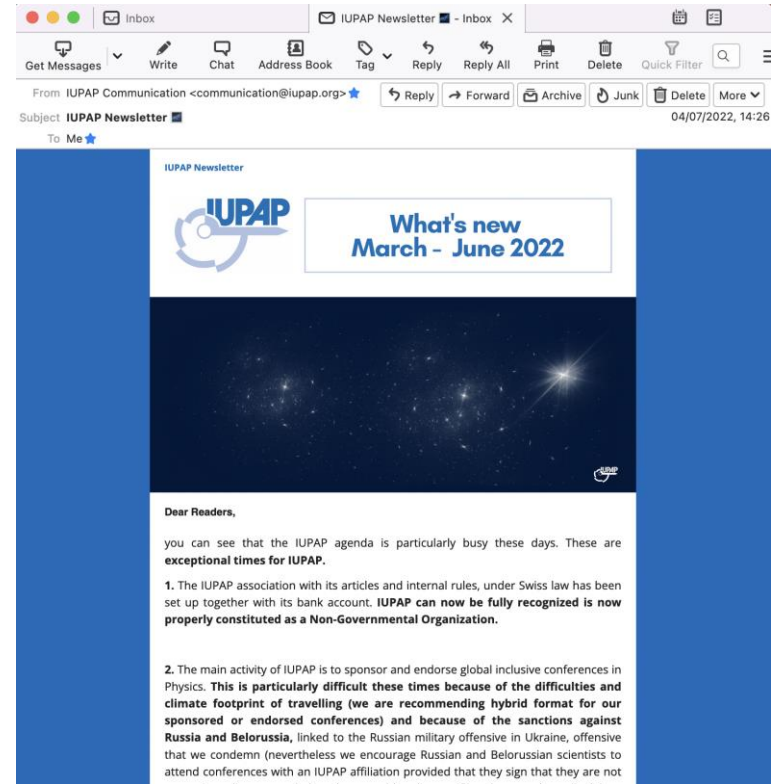 Inbox
IUPAP Newsletter - Inbox
Get Messages Write Chat Address Book Tag Reply Reply All Print Delete Quick Filter
From IUPAP Communication <communication@iupap.org> Reply Forward Archive Junk Delete More
Subject IUPAP Newsletter 04/07/2022, 14:26
To Me
IUPAP Newsletter
IUPAP
What's new
March - June 2022
IUPAP
Dear Readers,
you can see that the IUPAP agenda is particularly busy these days. These are
exceptional times for IUPAP.
1. The IUPAP association with its articles and internal rules, under Swiss law has been
set up together with its bank account. IUPAP can now be fully recognized is now
properly constituted as a Non-Governmental Organization.
2. The main activity of IUPAP is to sponsor and endorse global inclusive conferences in
Physics. This is particularly difficult these times because of the difficulties and
climate footprint of travelling (we are recommending hybrid format for our
sponsored or endorsed conferences) and because of the sanctions against
Russia and Belorussia, linked to the Russian military offensive in Ukraine, offensive
that we condemn (nevertheless we encourage Russian and Belorussian scientists to
attend conferences with an IUPAP affiliation provided that they sign that they are not